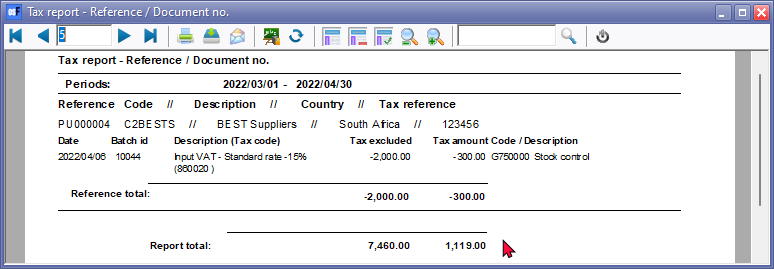 Tax report - Reference / Document no.
5
Tax report - Reference / Document no.
Periods: 2022/03/01 - 2022/04/30
Reference Code // Description // Country // Tax reference
PU000004 C2BESTS // BEST Suppliers // South Africa // 123456
Date Batch id Description (Tax code) Tax excluded Tax amount Code / Description
2022/04/06 10044 Input VAT - Standard rate -15% -2,000.00 -300.00 G750000 Stock control
(860020 )
Reference total: -2,000.00 -300.00
Report total: 7,460.00 1,119.00